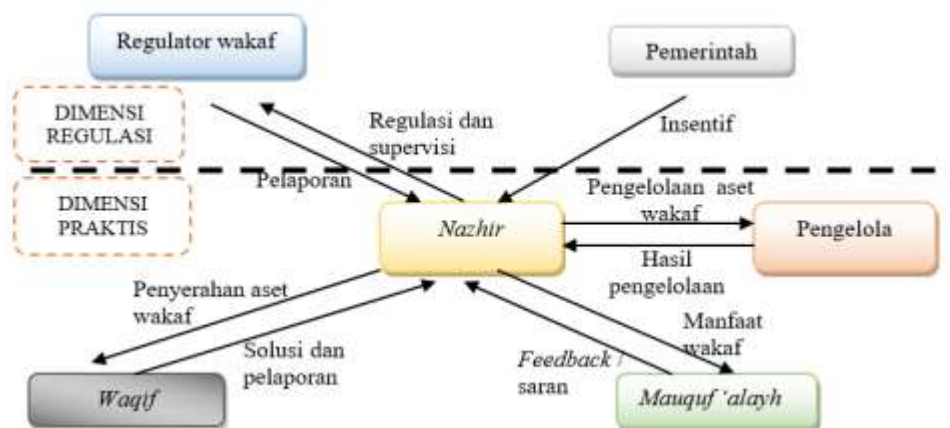 Regulator wakaf
Pemerintah
DIMENSI
REGULASI
Regulasi dan
supervisi
Insentif
Pelaporan
DIMENSI
PRAKTIS
Nazhir
Pengelolaan aset
wakaf
Pengelola
Hasil
pengelolaan
Penyerahan aset
wakaf
Solusi dan
pelaporan
Feedback /
saran
Manfaat
wakaf
Waqif
Mauquf ‘alayh